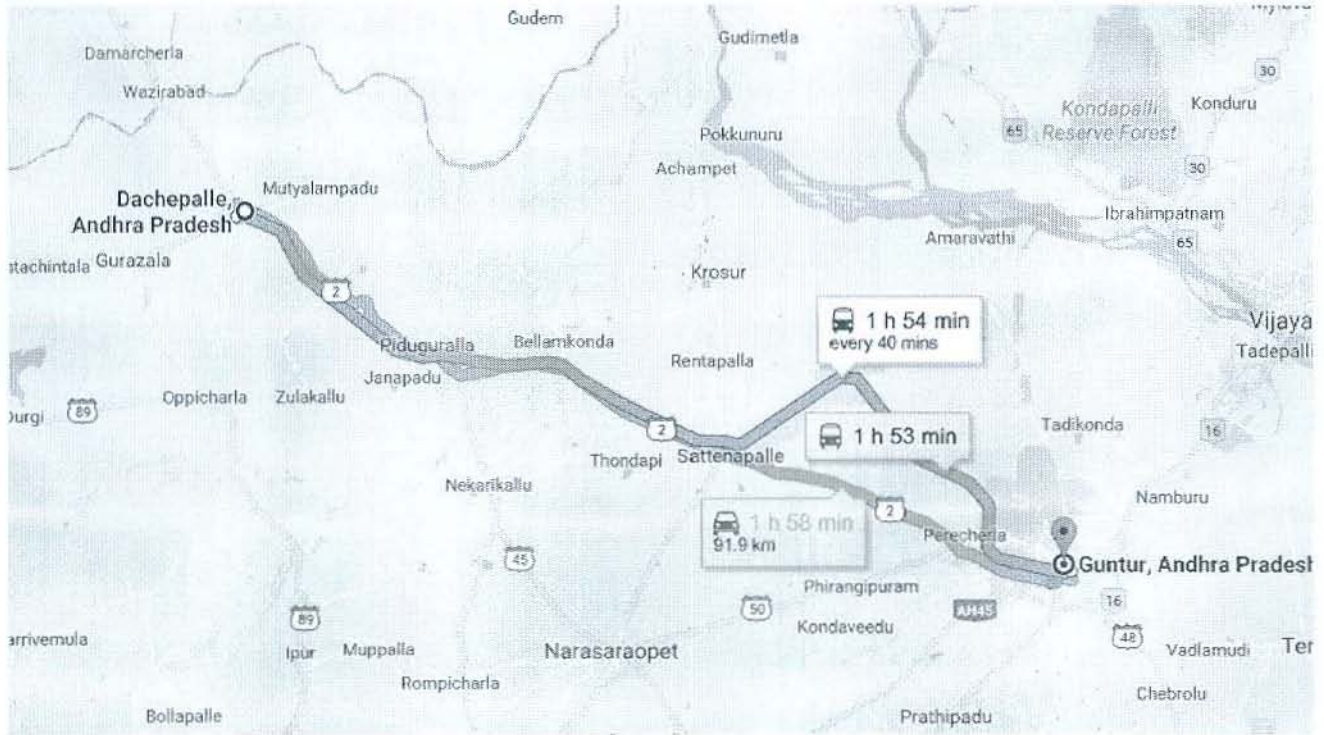 Gudem
Gudimetla
Damarcherla
Wazirabad
30
Konduru
Kondapalli
Reserve Forest
65
Pokkunuru
Achampet
30
Dachepalle,
Andhra Pradesh
Mutyalampadu
Ibrahimpatnam
65
Amaravathi
Gurazala
Krosur
2
1 h 54 min
every 40 mins
Vijaya
Tadepalli
Piduguralla
Bellamkonda
Rentapalla
Janapadu
Oppicharla
Zulakallu
89
2
1 h 53 min
Tadikonda
16
Thondapi
Sattenapalle
Nekarikallu
Namburu
2
1 h 58 min
91.9 km
Perecherla
45
Guntur, Andhra Pradesh
Phirangipuram
50
AH45
16
Kondaveedu
89
48
arrivemula
Ipur
Muppalla
Narasaraopet
Vadlamudi
Ter
Rompicharla
Chebrolu
Bollapalle
Prathipadu